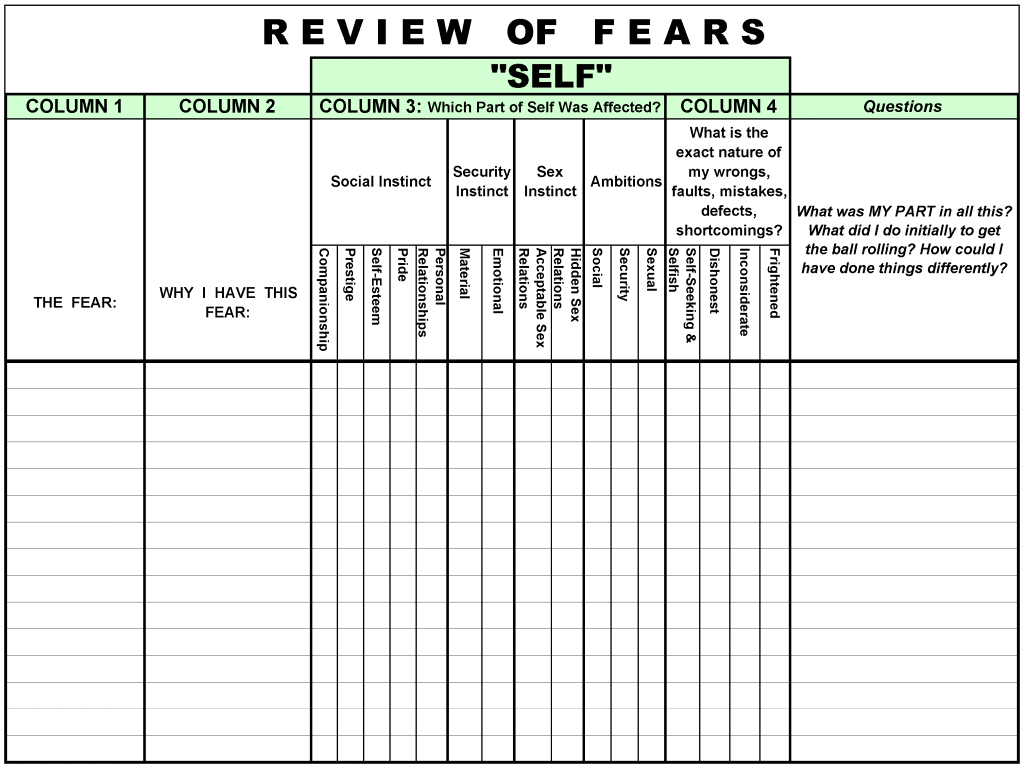 REVIEW OF FEARS
"SELF"
COLUMN 1
COLUMN 2
COLUMN 3: Which Part of Self Was Affected?
COLUMN 4
Questions
THE FEAR:
WHY I HAVE THIS
FEAR:
Social Instinct
Security
Instinct
Sex
Instinct
Ambitions
What is the
exact nature of
my wrongs,
faults, mistakes,
defects,
shortcomings?
What was MY PART in all this?
What did I do initially to get
the ball rolling? How could I
have done things differently?
Companionship
Prestige
Self-Esteem
Pride
Personal
Relationships
Material
Emotional
Acceptable Sex
Relations
Hidden Sex
Relations
Social
Security
Sexual
Self-Seeking &
Selfish
Dishonest
Inconsiderate
Frightened